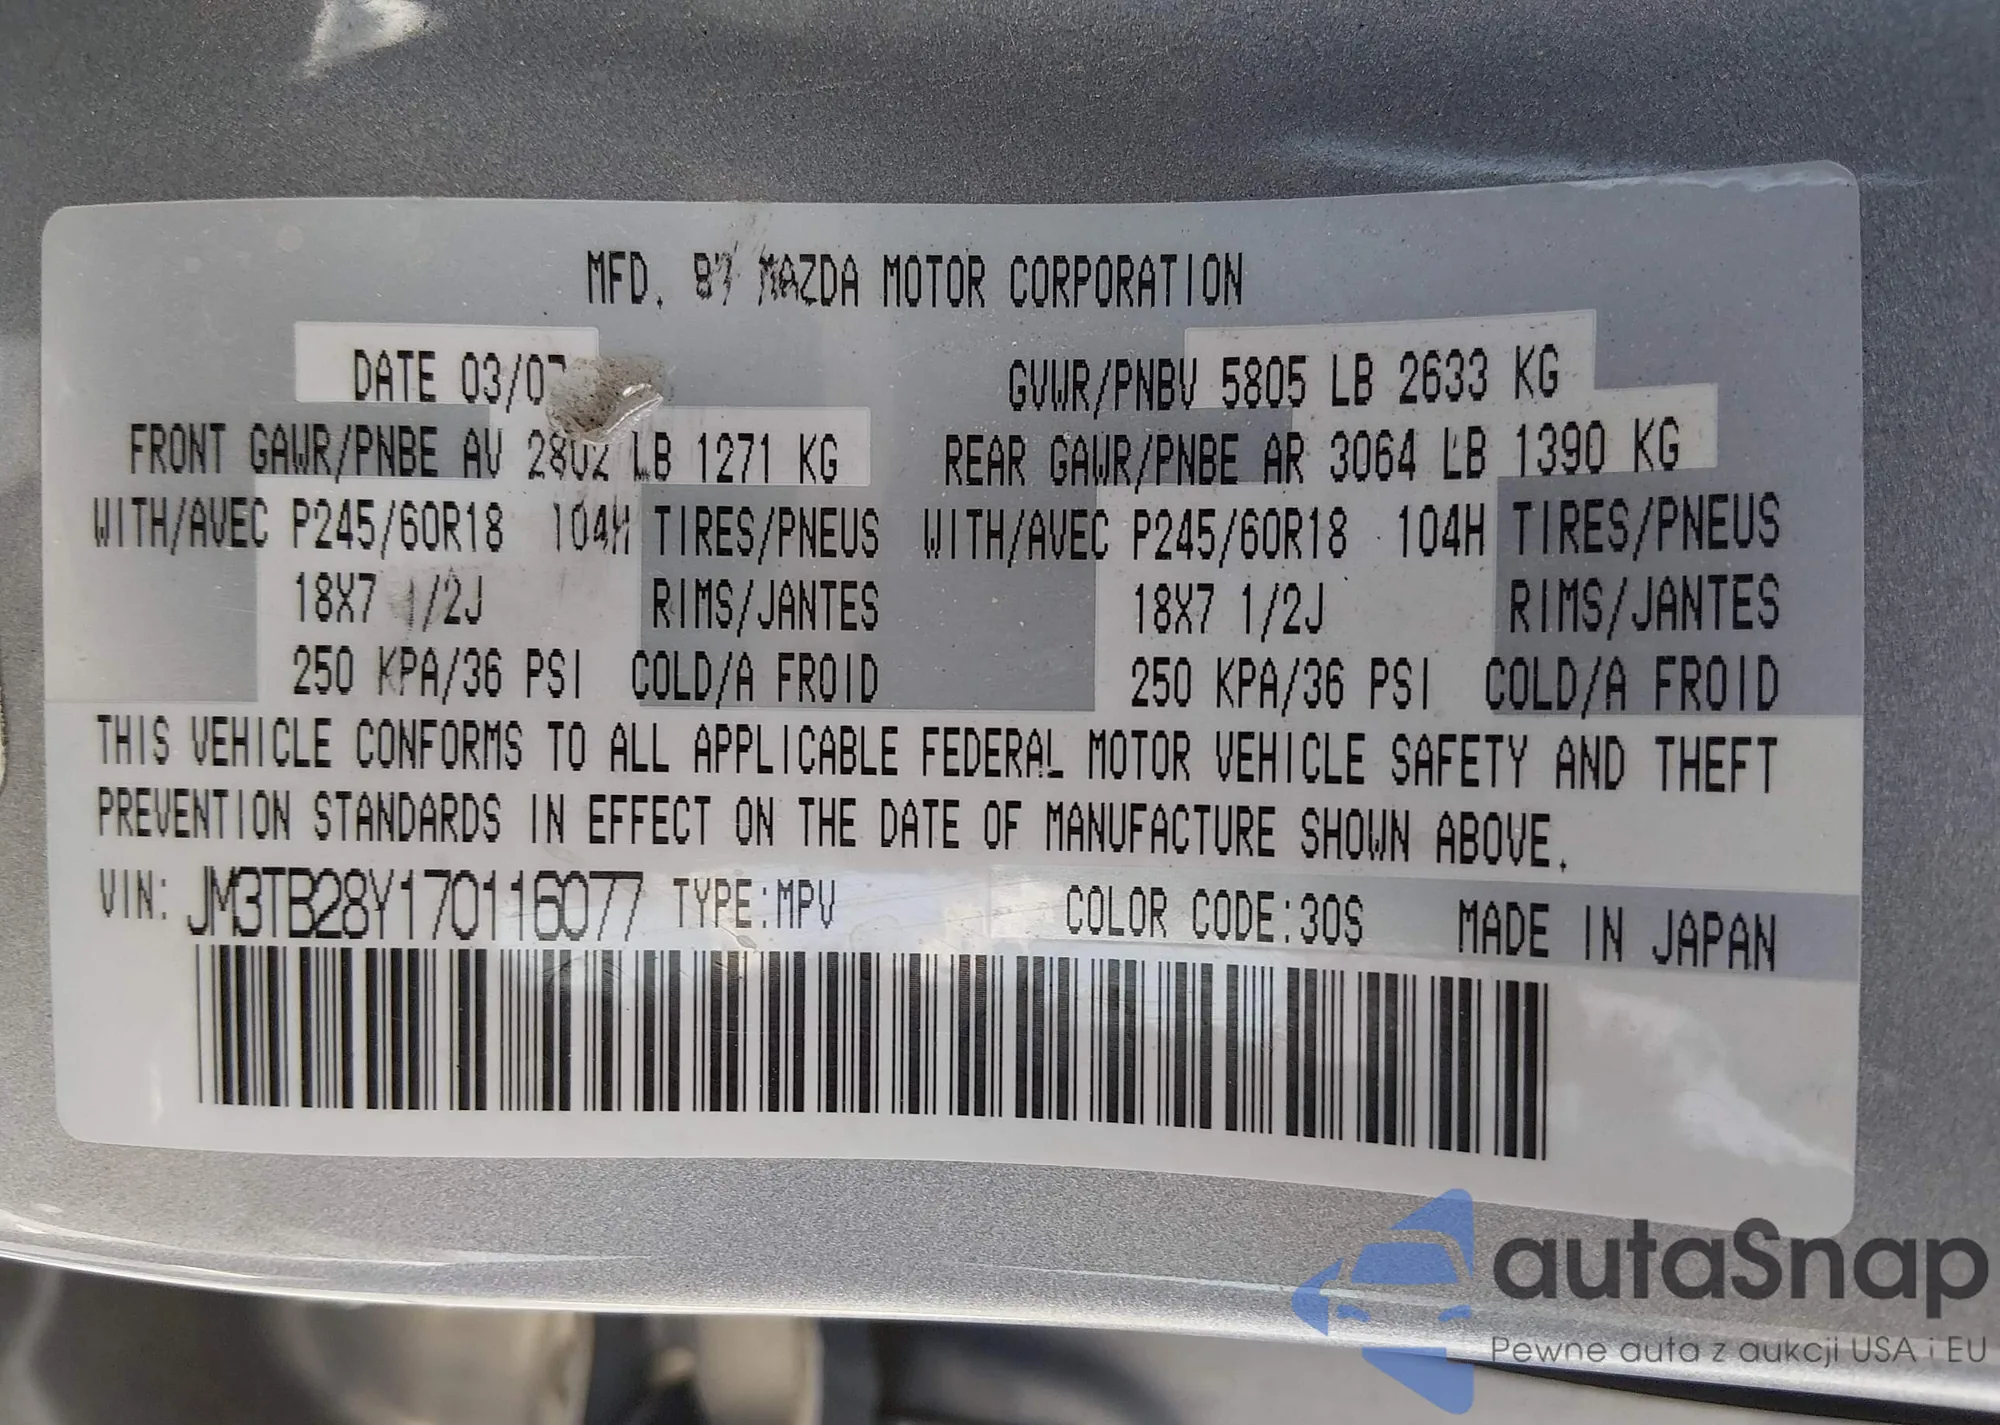 MFD. BY MAZDA MOTOR CORPORATION
DATE 03/07 GVWR/PNBV 5805 LB 2633 KG
FRONT GAWR/PNBE AV 2802 LB 1271 KG REAR GAWR/PNBE AR 3064 LB 1390 KG
WITH/AVEC P245/60R18 104H TIRES/PNEUS WITH/AVEC P245/60R18 104H TIRES/PNEUS
18X7 1/2J RIMS/JANTES 18X7 1/2J RIMS/JANTES
250 KPA/36 PSI COLD/A FROID 250 KPA/36 PSI COLD/A FROID
THIS VEHICLE CONFORMS TO ALL APPLICABLE FEDERAL MOTOR VEHICLE SAFETY AND THEFT
PREVENTION STANDARDS IN EFFECT ON THE DATE OF MANUFACTURE SHOWN ABOVE.
VIN: JM3TB28Y170116077 TYPE:MPV COLOR CODE:30S MADE IN JAPAN
autaSnap
Pewne auta z aukcji USA i EU